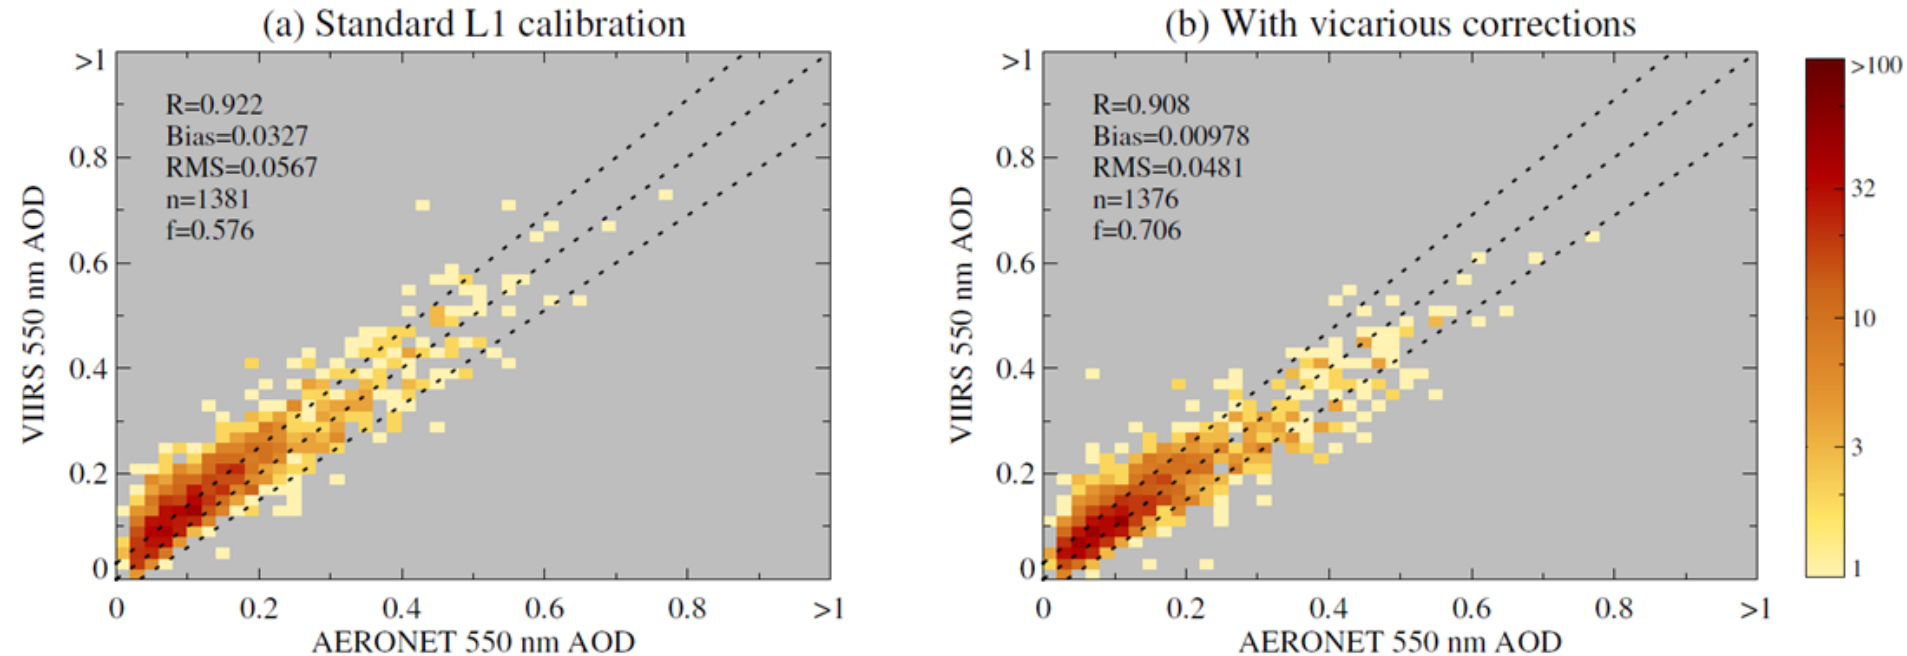 (a) Standard L1 calibration
>1
0.8
0.6
0.4
0.2
0
VIIRS 550 nm AOD
R=0.922
Bias=0.0327
RMS=0.0567
n=1381
f=0.576
0 0.2 0.4 0.6 0.8 >1
AERONET 550 nm AOD
(b) With vicarious corrections
>1
0.8
0.6
0.4
0.2
0
VIIRS 550 nm AOD
R=0.908
Bias=0.00978
RMS=0.0481
n=1376
f=0.706
0 0.2 0.4 0.6 0.8 >1
AERONET 550 nm AOD
>100
32
10
3
1